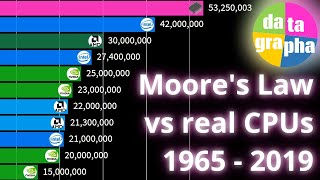 53,250,003
42,000,000
30,000,000
27,400,000
25,000,000
23,000,000
22,000,000
21,300,000
21,000,000
20,000,000
15,000,000
da ta
gra pha
Moore's Law
vs real CPUs
1965 - 2019